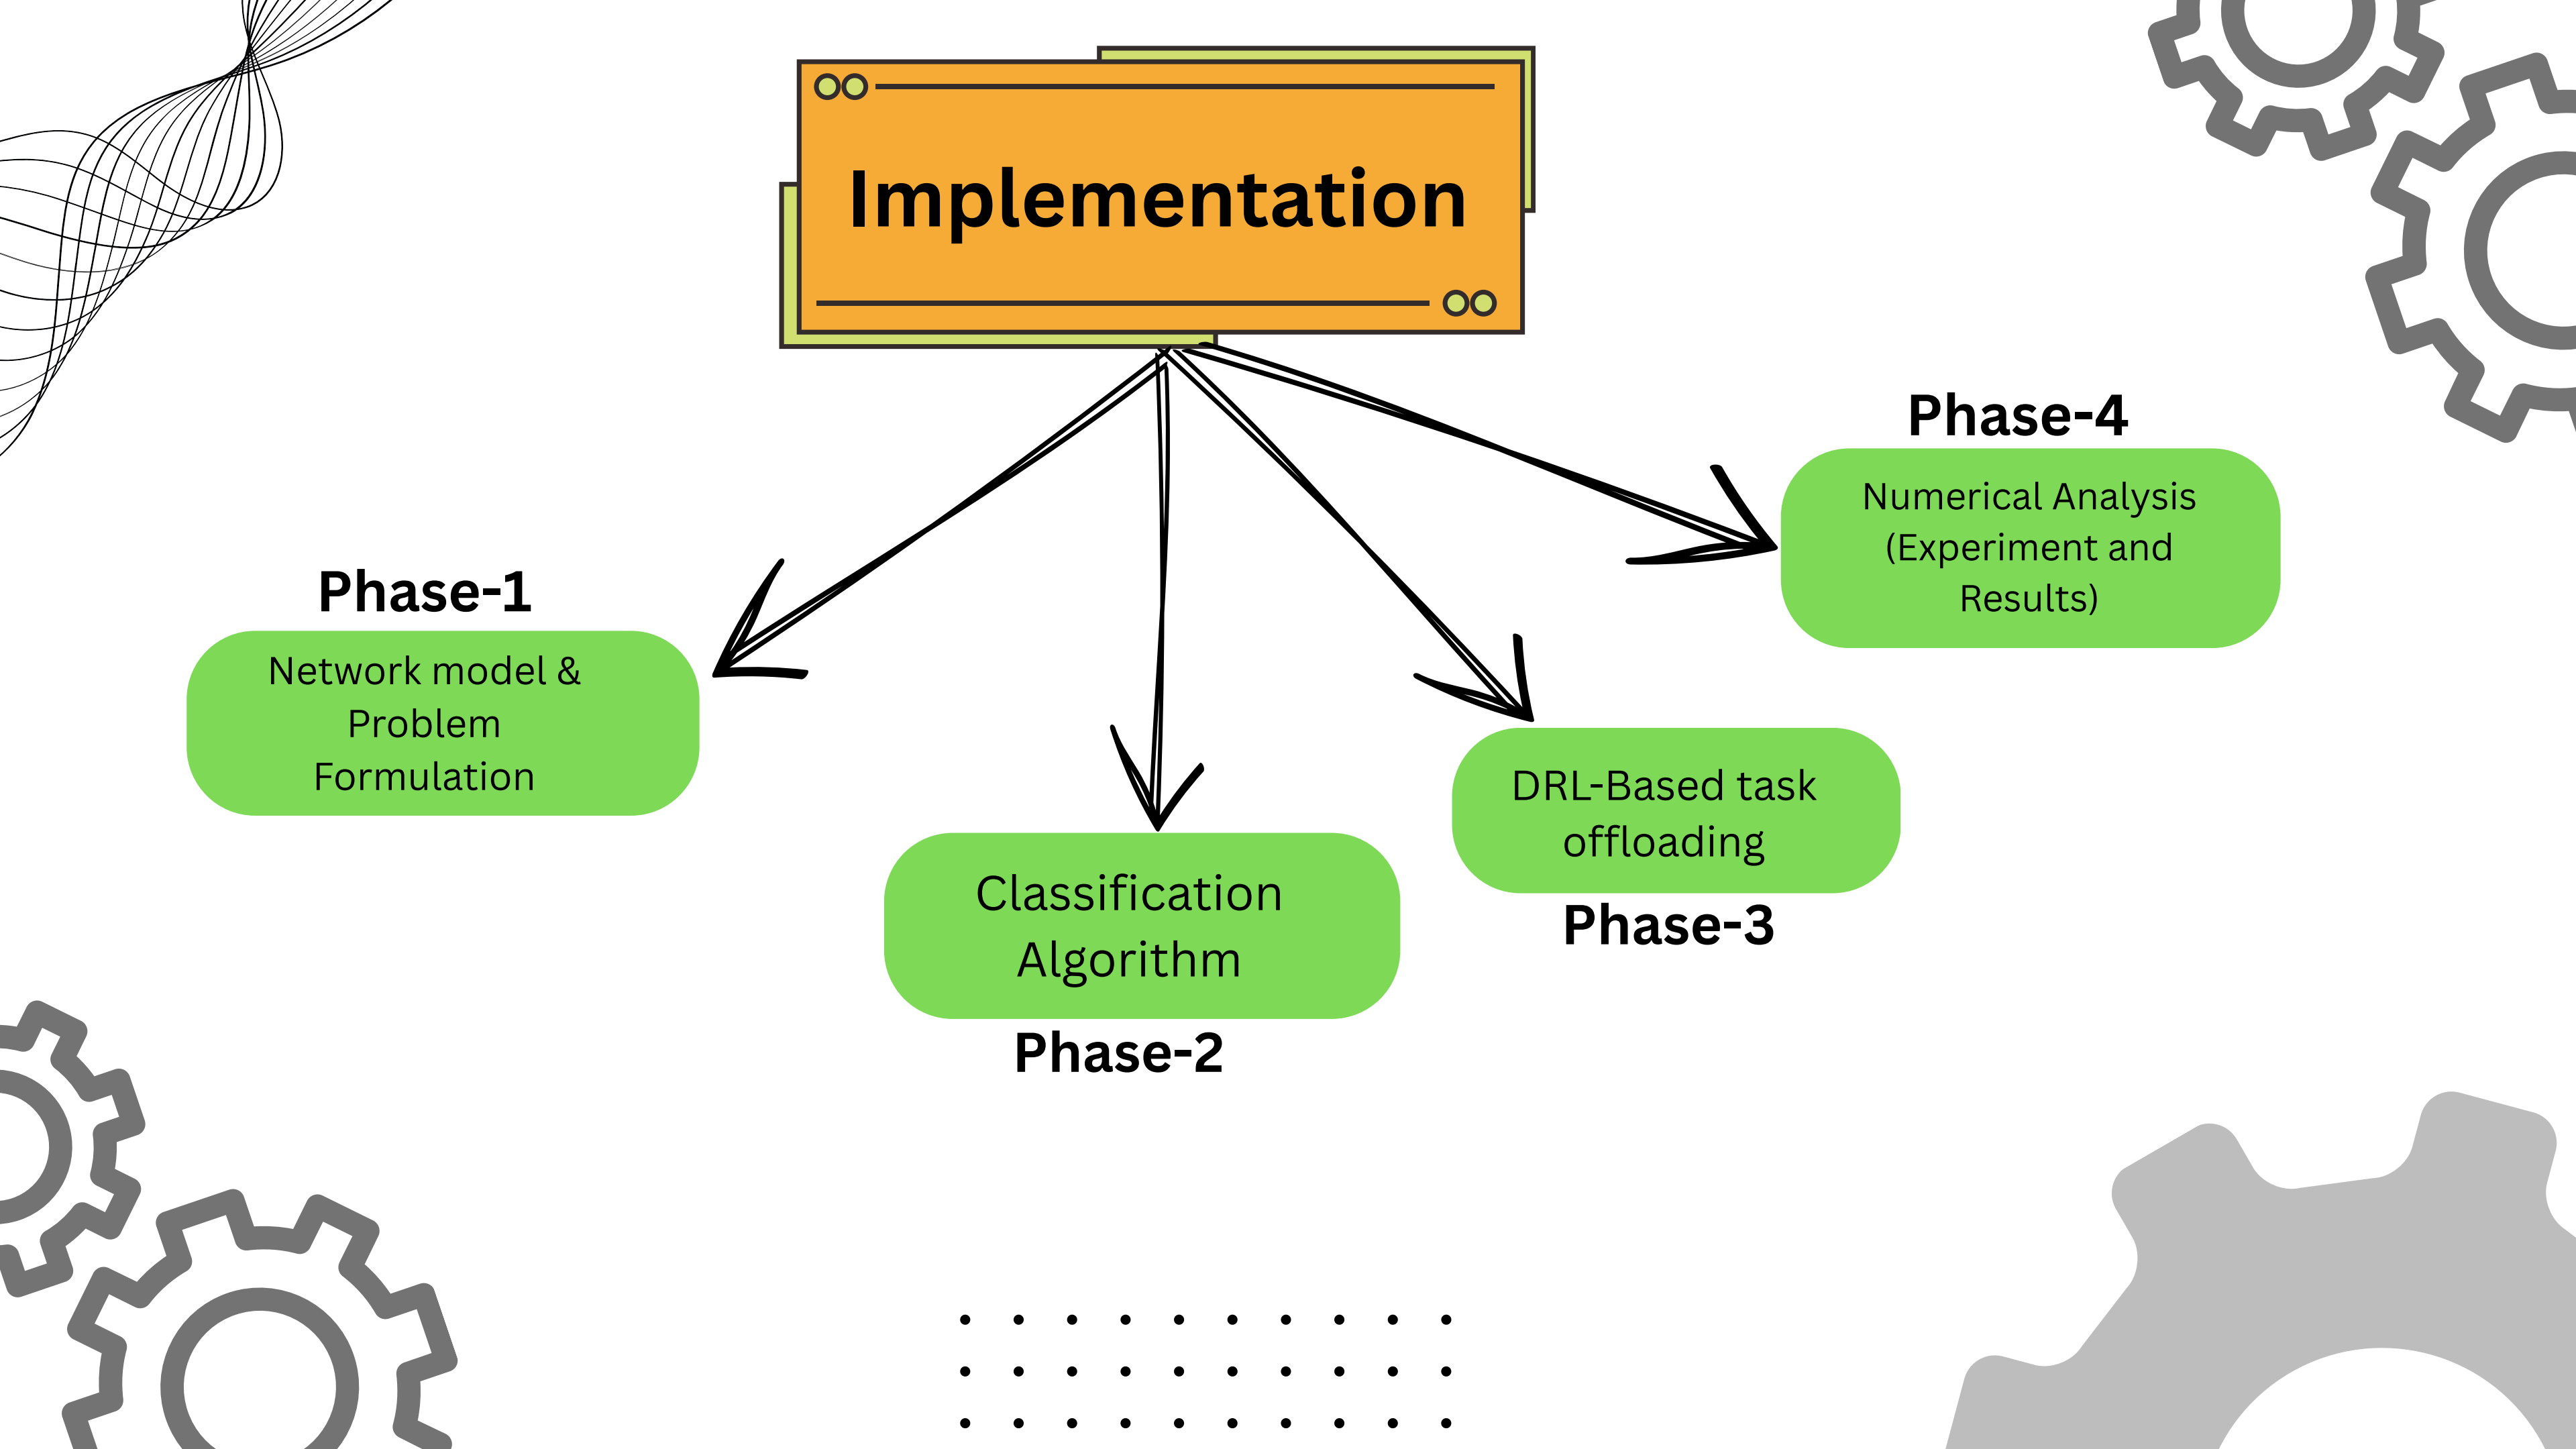 Implementation
Phase-1
Network model &
Problem
Formulation
Classification
Algorithm
Phase-2
DRL-Based task
offloading
Phase-3
Phase-4
Numerical Analysis
(Experiment and
Results)